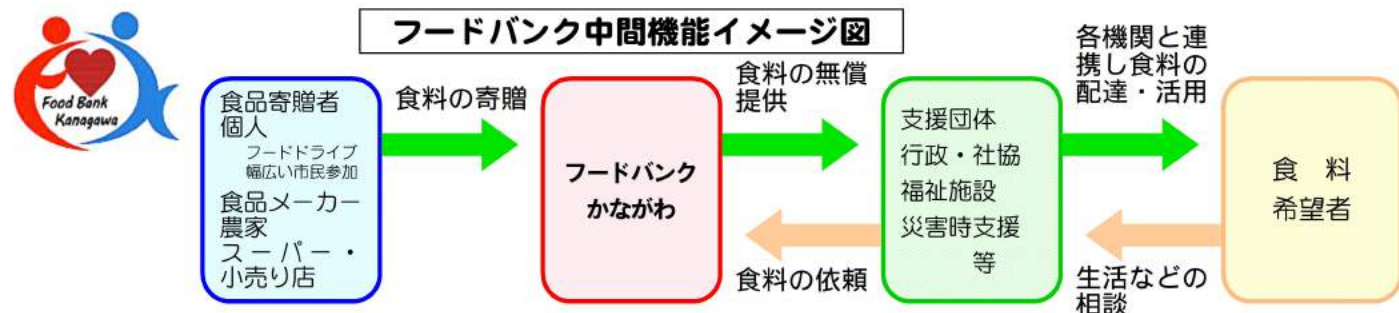 フードバンク中間機能イメージ図
Food Bank
Kanagawa
食品寄贈者
個人
フードドライブ
幅広い市民参加
食品メーカー
農家
スーパー・
小売り店
食料の寄贈
フードバンク
かながわ
食料の無償
提供
食料の依頼
支援団体
行政・社協
福祉施設
災害時支援
等
各機関と連
携し食料の
配達・活用
生活などの
相談
食 料
希望者